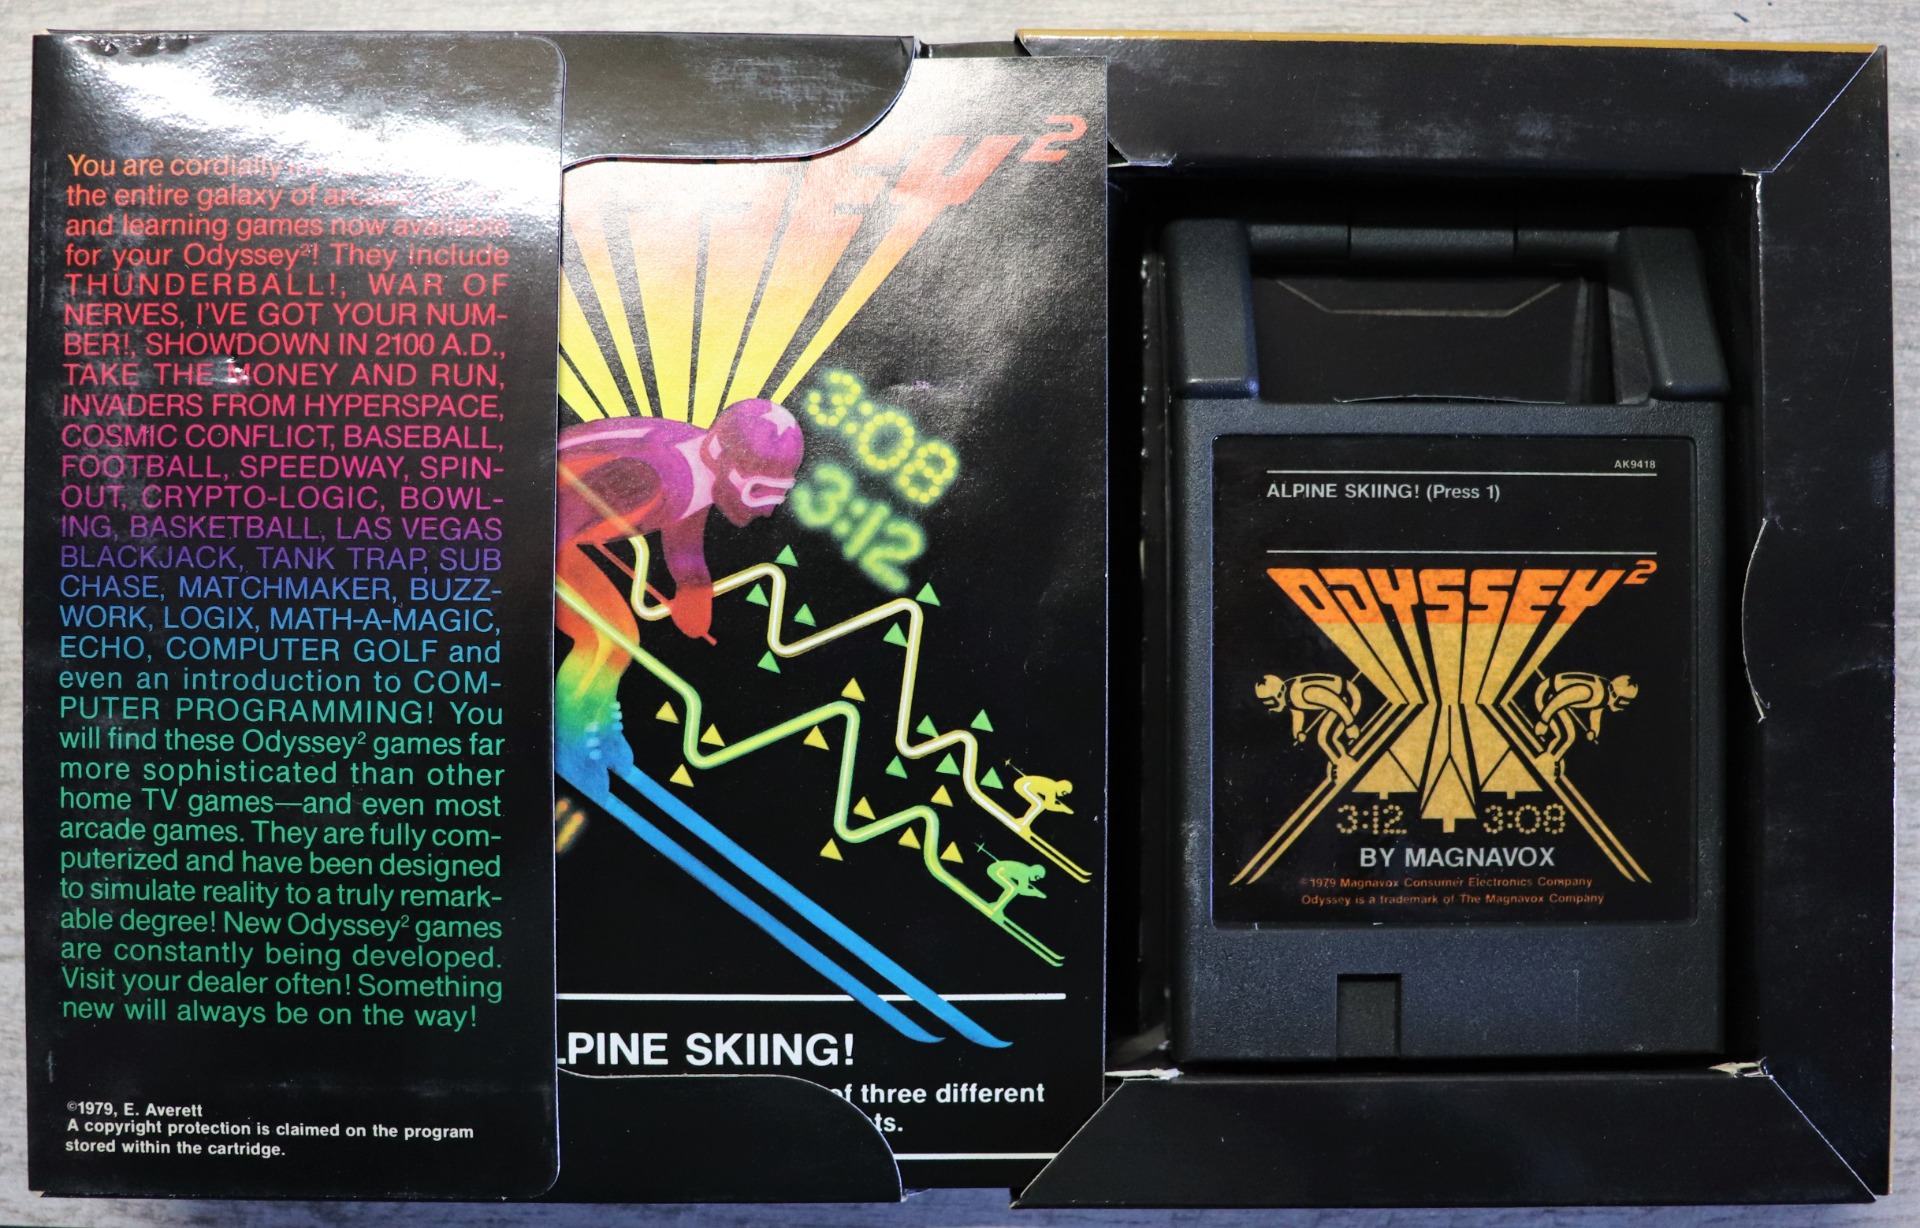 You are cordially
the entire galaxy of arcade
and learning games now available
for your Odyssey²! They include
THUNDERBALL!, WAR OF
NERVES, I'VE GOT YOUR NUM-
BER!, SHOWDOWN IN 2100 A.D.,
TAKE THE MONEY AND RUN,
INVADERS FROM HYPERSPACE,
COSMIC CONFLICT, BASEBALL,
FOOTBALL, SPEEDWAY, SPIN-
OUT, CRYPTO-LOGIC, BOWL-
ING, BASKETBALL, LAS VEGAS
BLACKJACK, TANK TRAP, SUB
CHASE, MATCHMAKER, BUZZ-
WORK, LOGIX, MATH-A-MAGIC,
ECHO, COMPUTER GOLF and
even an introduction to COM-
PUTER PROGRAMMING! You
will find these Odyssey² games far
more sophisticated than other
home TV games—and even most
arcade games. They are fully com-
puterized and have been designed
to simulate reality to a truly remark-
able degree! New Odyssey² games
are constantly being developed.
Visit your dealer often! Something
new will always be on the way!
©1979, E. Averett
A copyright protection is claimed on the program
stored within the cartridge.
SEY²
3:08
3:12
LPINE SKIING!
of three different
ts.
AK9418
ALPINE SKIING! (Press 1)
ODYSSEY²
3:12 3:08
BY MAGNAVOX
©1979 Magnavox Consumer Electronics Company
Odyssey is a trademark of The Magnavox Company